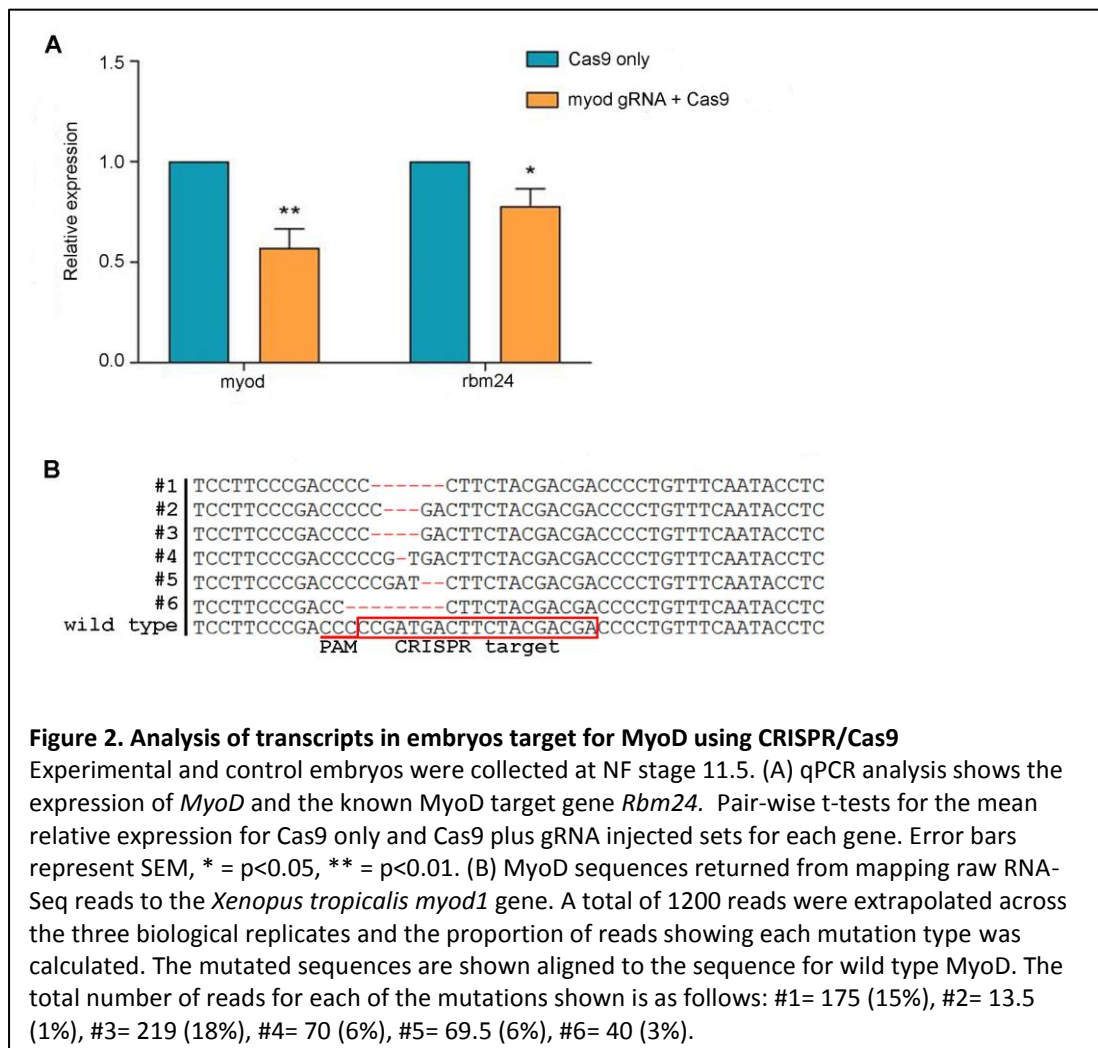 A
1.5
1.0
0.5
0.0
Relative expression
Cas9 only
myod gRNA + Cas9
**
*
myod
rbm24
B
#1 TCCTTCCCGACCCC------CTTCTACGACGACCCCTGTTTCAATACCTC
#2 TCCTTCCCGACCCCC---GACTTCTACGACGACCCCTGTTTCAATACCTC
#3 TCCTTCCCGACCCC----GACTTCTACGACGACCCCTGTTTCAATACCTC
#4 TCCTTCCCGACCCCCG-TGACTTCTACGACGACCCCTGTTTCAATACCTC
#5 TCCTTCCCGACCCCCGAT--CTTCTACGACGACCCCTGTTTCAATACCTC
#6 TCCTTCCCGACC--------CTTCTACGACGACCCCTGTTTCAATACCTC
wild type TCCTTCCCGACCCCCGATGACTTCTACGACGACCCCTGTTTCAATACCTC
PAM CRISPR target
Figure 2. Analysis of transcripts in embryos target for MyoD using CRISPR/Cas9
Experimental and control embryos were collected at NF stage 11.5. (A) qPCR analysis shows the
expression of MyoD and the known MyoD target gene Rbm24. Pair-wise t-tests for the mean
relative expression for Cas9 only and Cas9 plus gRNA injected sets for each gene. Error bars
represent SEM, * = p<0.05, ** = p<0.01. (B) MyoD sequences returned from mapping raw RNA-
Seq reads to the Xenopus tropicalis myod1 gene. A total of 1200 reads were extrapolated across
the three biological replicates and the proportion of reads showing each mutation type was
calculated. The mutated sequences are shown aligned to the sequence for wild type MyoD. The
total number of reads for each of the mutations shown is as follows: #1= 175 (15%), #2= 13.5
(1%), #3= 219 (18%), #4= 70 (6%), #5= 69.5 (6%), #6= 40 (3%).